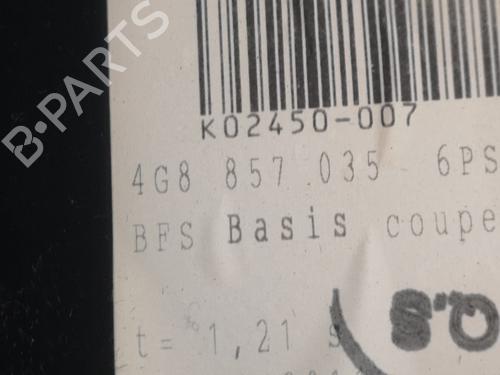 B-PARTS
K02450-007
4G8 857 035 6PS
BFS Basis coupe
t= 1,21 s
O.S